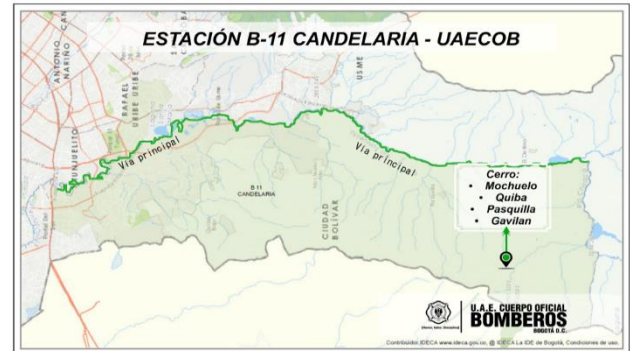 ESTACIÓN B-11 CANDELARIA - UAECOB
ANTONIO
NARIÑO
RAFAEL
URIBE URIBE
USME
TUNJUELITO
Vía principal
Vía principal
B-11
CANDELARIA
CIUDAD
BOLÍVAR
Cerro:
• Mochuelo
• Quiba
• Pasquilla
• Gavilan
U.A.E. CUERPO OFICIAL
BOMBEROS
BOGOTÁ D.C.
Contribuidor: IDECA www.ideca.gov.co, @ IDECA La IDE de Bogotá, Condiciones de uso.